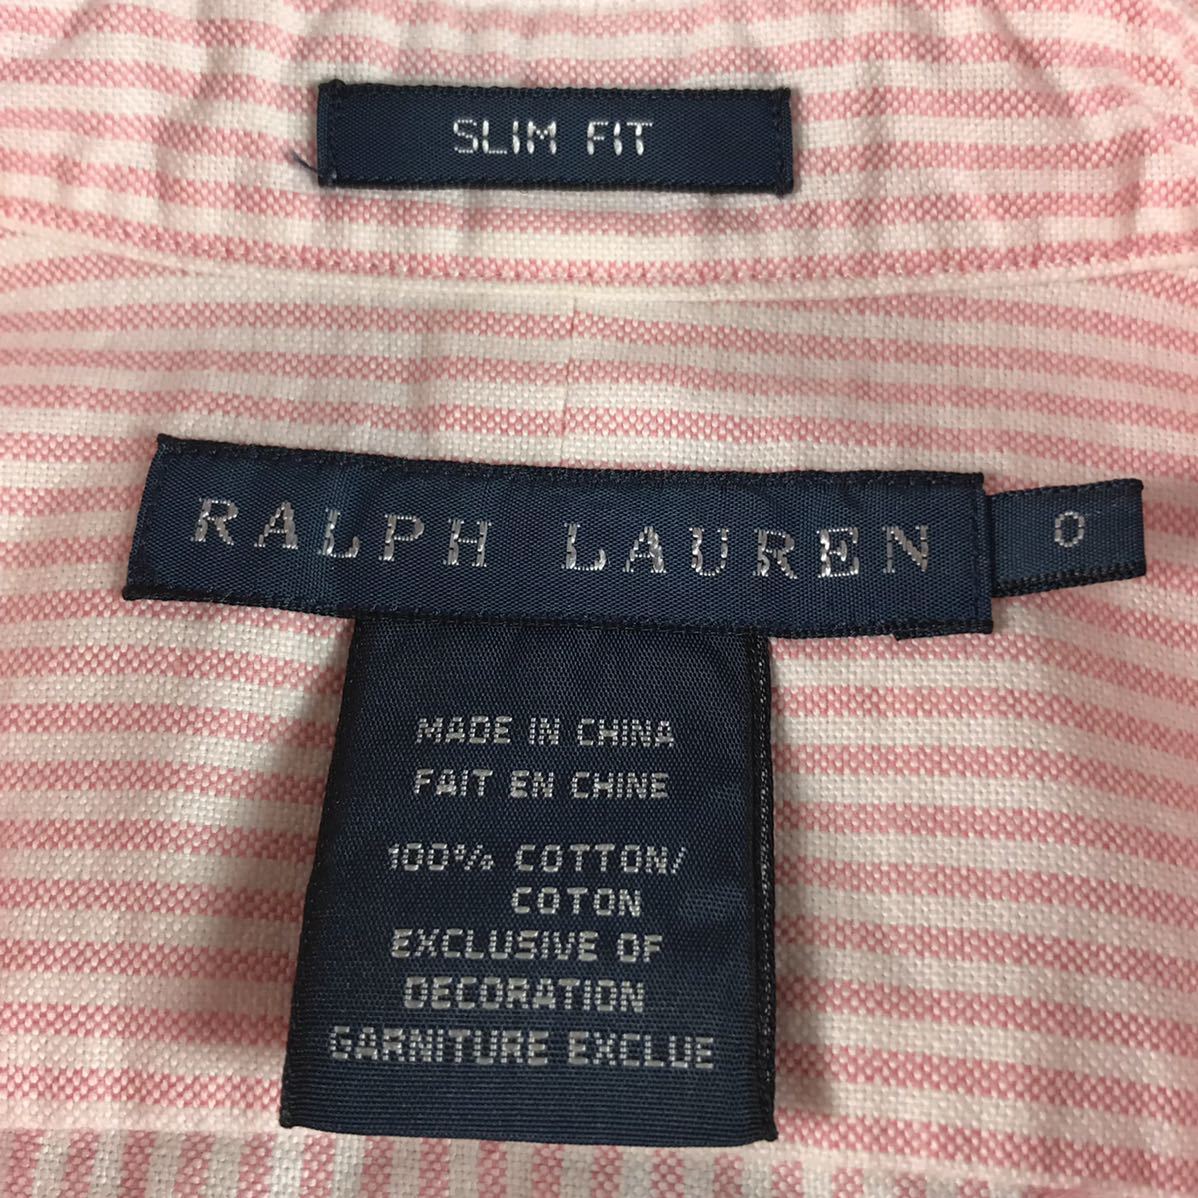 SLIM FIT
RALPH LAUREN 0
MADE IN CHINA
FAIT EN CHINE
100% COTTON/
COTON
EXCLUSIVE OF
DECORATION
GARNITURE EXCLUE